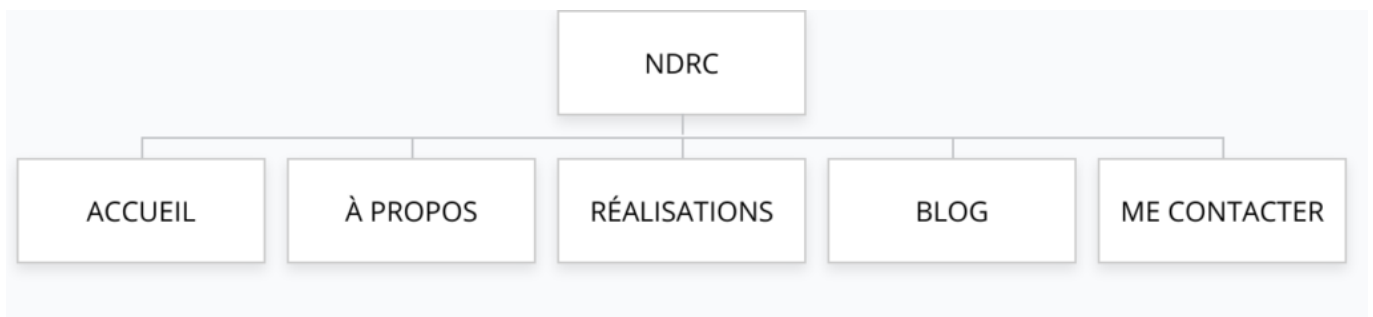 NDRC
ACCUEIL
À PROPOS
RÉALISATIONS
BLOG
ME CONTACTER